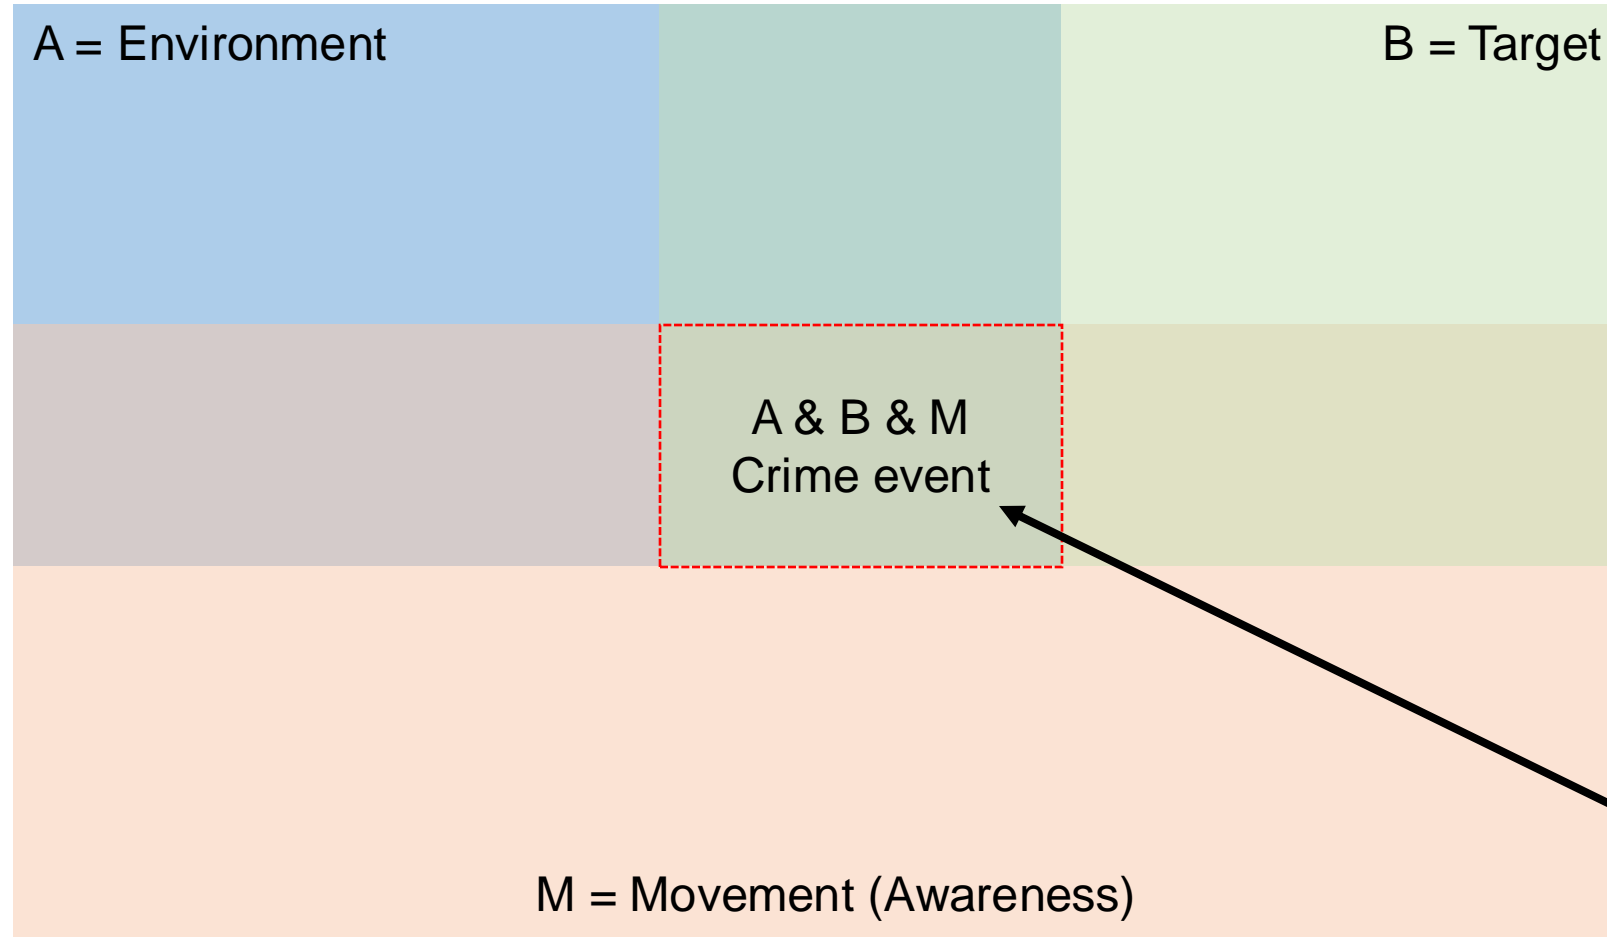 A = Environment
B = Target
A & B & M
Crime event
M = Movement (Awareness)